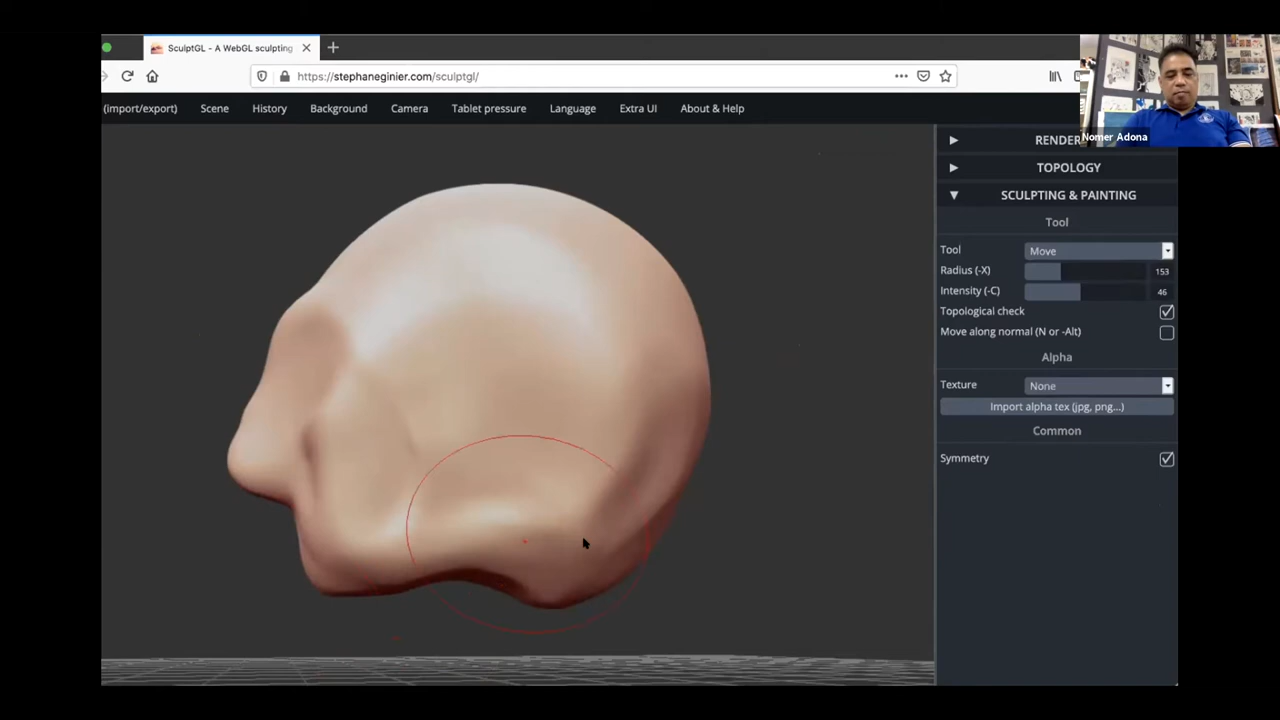 SculptGL - A WebGL sculpting
https://stephaneginier.com/sculptgl/
(import/export) Scene History Background Camera Tablet pressure Language Extra UI About & Help
Nomer Adona
RENDER
TOPOLOGY
SCULPTING & PAINTING
Tool
Tool Move
Radius (-X) 153
Intensity (-C) 46
Topological check
Move along normal (N or -Alt)
Alpha
Texture None
Import alpha tex (jpg, png...)
Common
Symmetry